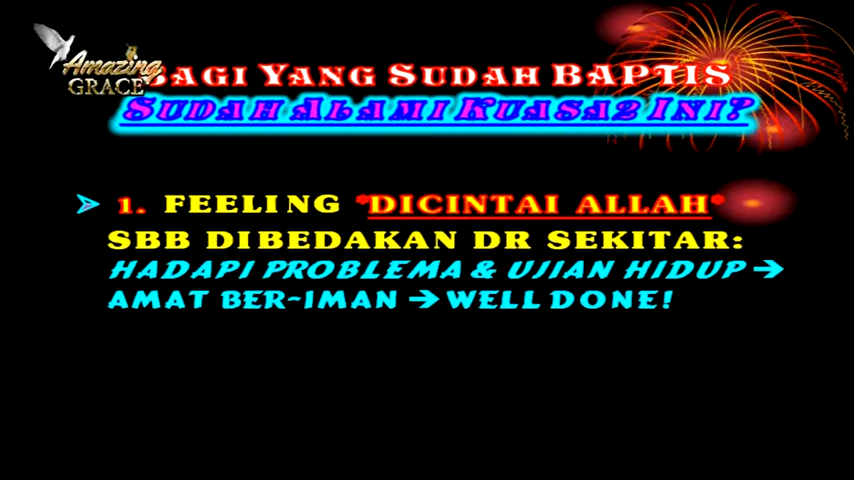 Amazing
GRACE
BAGI YANG SUDAH BAPTIS
SUDAH ALAMI KUASA2 INI?
➢ 1. FEELING *DICINTAI ALLAH*
SBB DIBEDAKAN DR SEKITAR:
HADAPI PROBLEMA & UJIAN HIDUP →
AMAT BER-IMAN → WELL DONE!